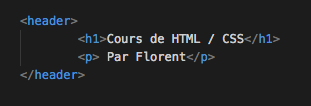 <header>
<h1>Cours de HTML / CSS</h1>
<p> Par Florent</p>
</header>